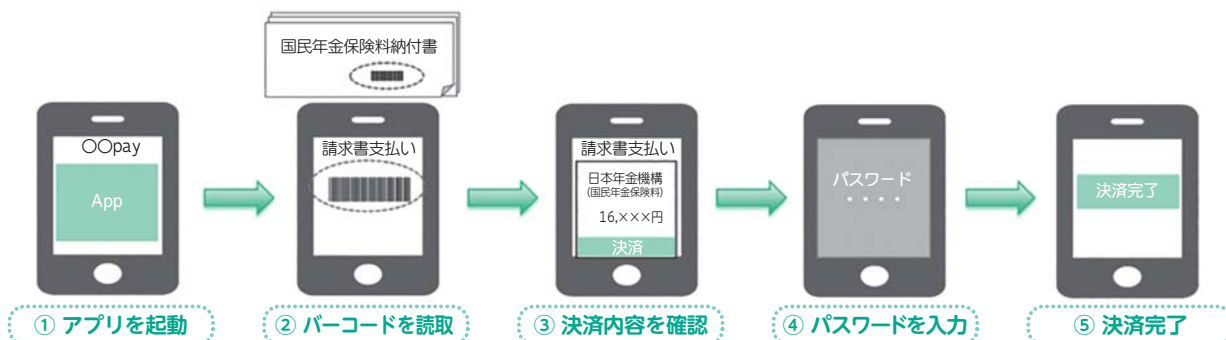 国民年金保険料納付書
〇〇pay
App
請求書支払い
請求書支払い
日本年金機構
(国民年金保険料)
16,×××円
決済
パスワード
・・・・
決済完了
① アプリを起動
② バーコードを読取
③ 決済内容を確認
④ パスワードを入力
⑤ 決済完了